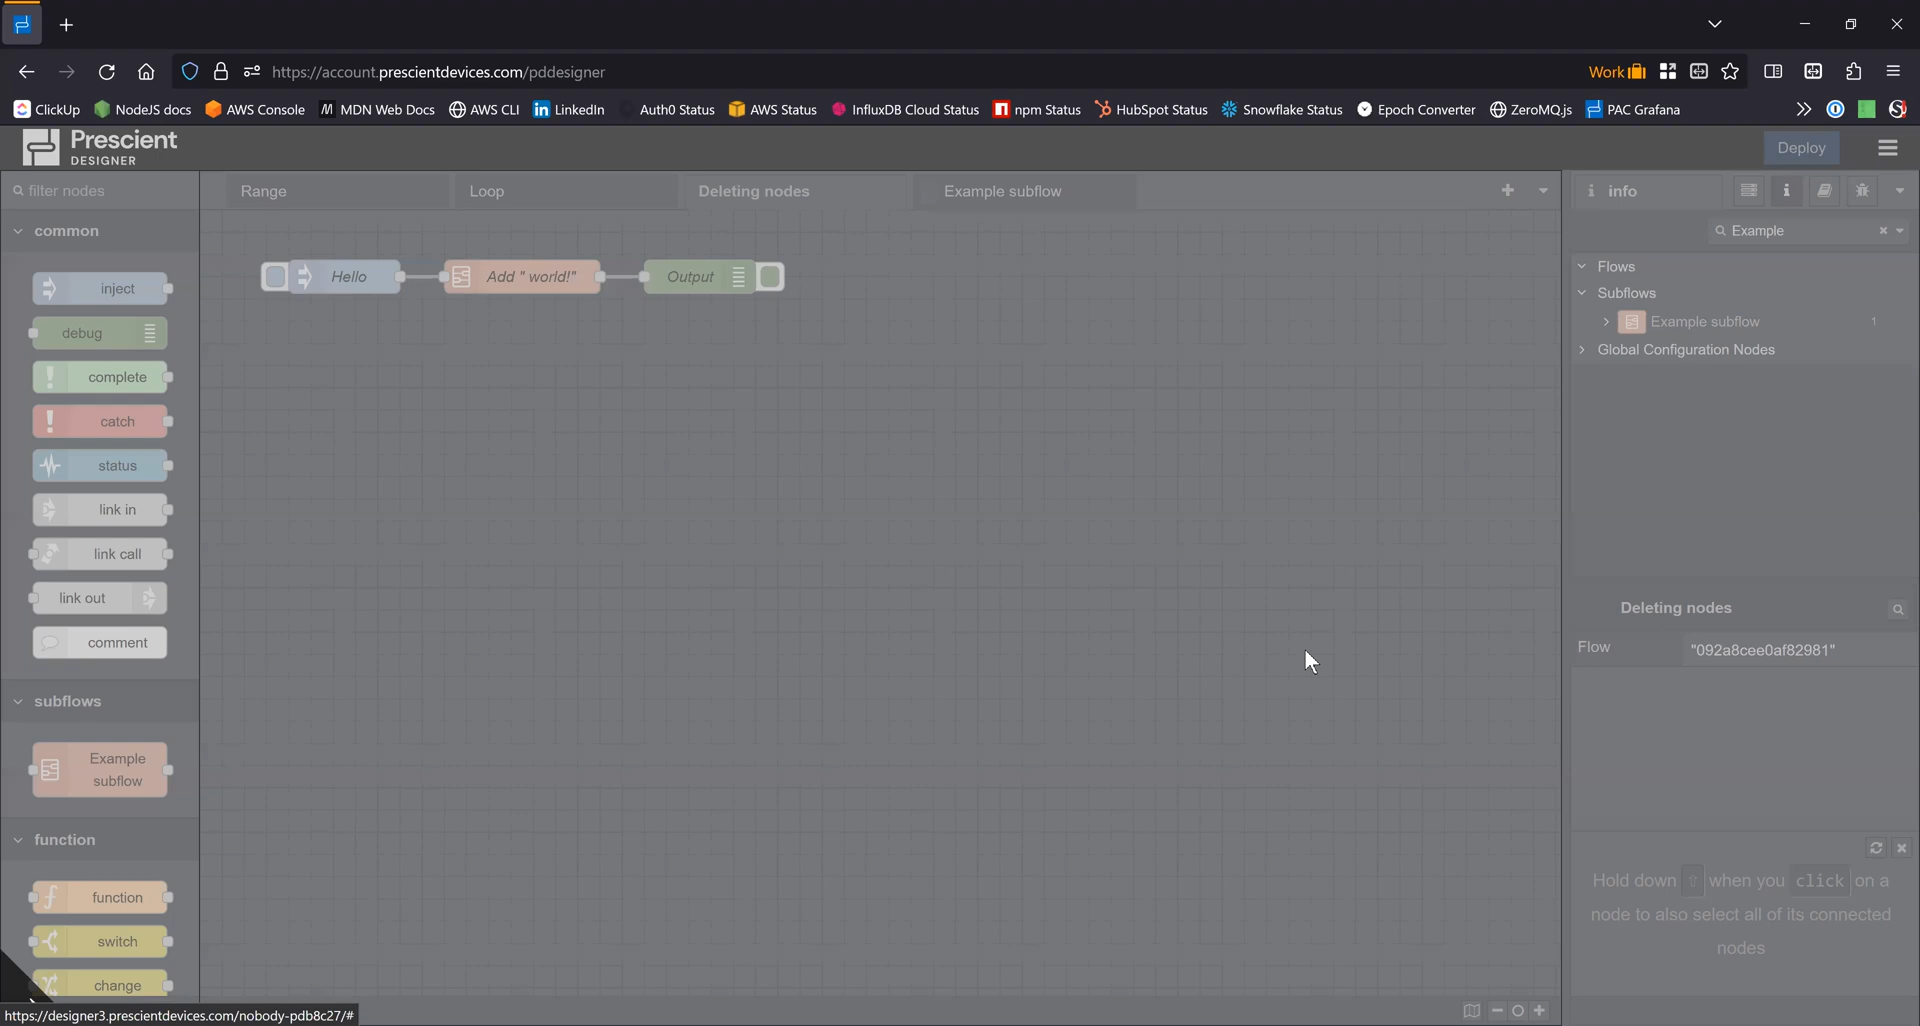 https://account.prescientdevices.com/pddesigner
Work
ClickUp
NodeJS docs
AWS Console
MDN Web Docs
AWS CLI
LinkedIn
Auth0 Status
AWS Status
InfluxDB Cloud Status
npm Status
HubSpot Status
Snowflake Status
Epoch Converter
ZeroMQ.js
PAC Grafana
Prescient
DESIGNER
Deploy
filter nodes
Range
Loop
Deleting nodes
Example subflow
info
common
Example
Hello
Add " world!"
Output
Flows
Subflows
Example subflow
1
Global Configuration Nodes
inject
debug
complete
catch
status
link in
link call
link out
comment
Deleting nodes
Flow
"092a8cee0af82981"
subflows
Example
subflow
function
function
switch
change
Hold down ⇧ when you click on a
node to also select all of its connected
nodes
https://designer3.prescientdevices.com/nobody-pdb8c27/#